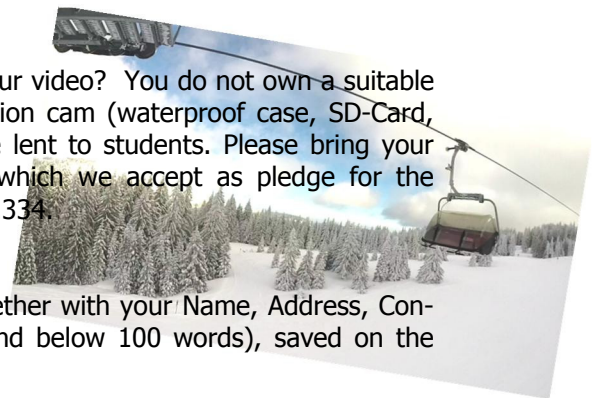 ur video? You do not own a suitable
ion cam (waterproof case, SD-Card,
lent to students. Please bring your
which we accept as pledge for the
334.
ether with your Name, Address, Con-
nd below 100 words), saved on the